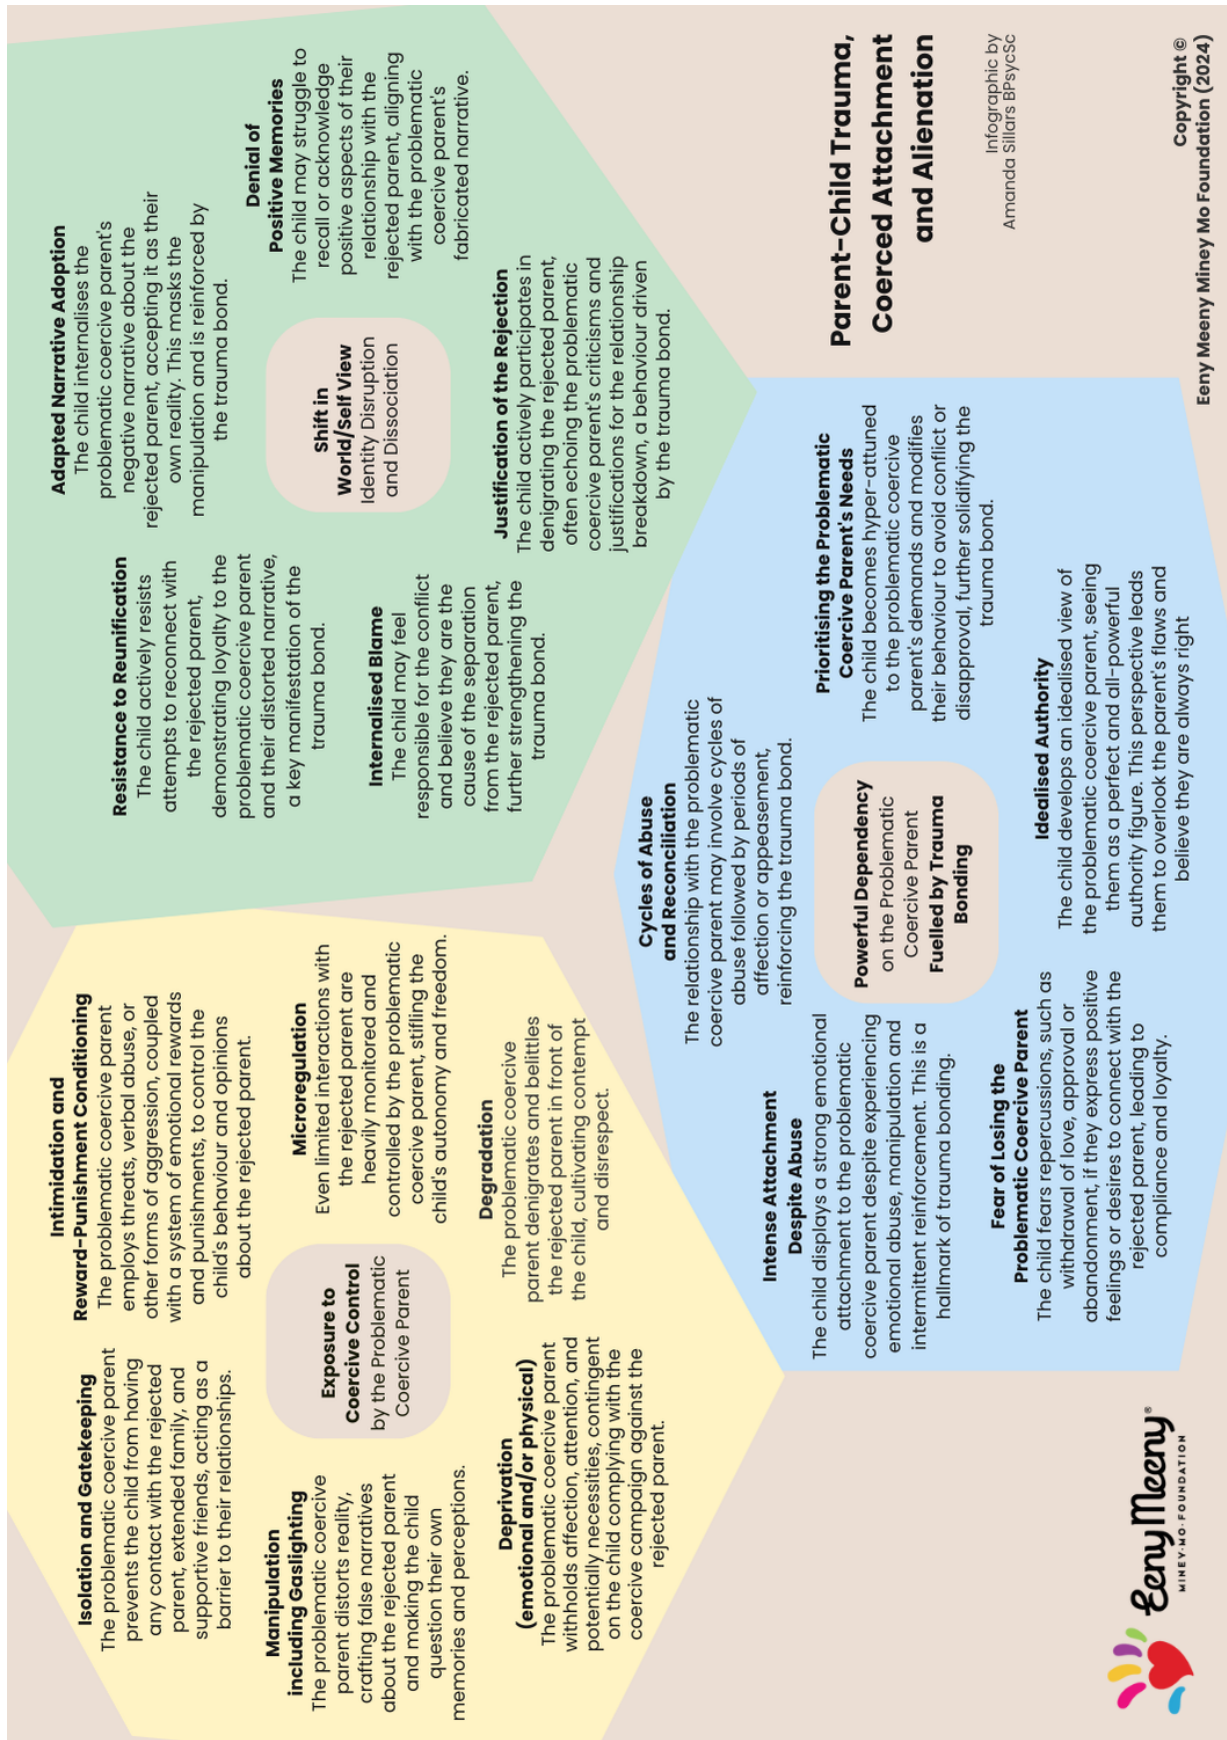 Isolation and Gatekeeping
The problematic coercive parent
prevents the child from having
any contact with the rejected
parent, extended family, and
supportive friends, acting as a
barrier to their relationships.
Intimidation and
Reward-Punishment Conditioning
The problematic coercive parent
employs threats, verbal abuse, or
other forms of aggression, coupled
with a system of emotional rewards
and punishments, to control the
child's behaviour and opinions
about the rejected parent.
Manipulation
including Gaslighting
The problematic coercive
parent distorts reality,
crafting false narratives
about the rejected parent
and making the child
question their own
memories and perceptions.
Exposure to
Coercive Control
by the Problematic
Coercive Parent
Microregulation
Even limited interactions with
the rejected parent are
heavily monitored and
controlled by the problematic
coercive parent, stifling the
child's autonomy and freedom.
Deprivation
(emotional and/or physical)
The problematic coercive parent
withholds affection, attention, and
potentially necessities, contingent
on the child complying with the
coercive campaign against the
rejected parent.
Degradation
The problematic coercive
parent denigrates and belittles
the rejected parent in front of
the child, cultivating contempt
and disrespect.
Resistance to Reunification
The child actively resists
attempts to reconnect with
the rejected parent,
demonstrating loyalty to the
problematic coercive parent
and their distorted narrative,
a key manifestation of the
trauma bond.
Adapted Narrative Adoption
The child internalises the
problematic coercive parent's
negative narrative about the
rejected parent, accepting it as their
own reality. This masks the
manipulation and is reinforced by
the trauma bond.
Denial of
Positive Memories
The child may struggle to
recall or acknowledge
positive aspects of their
relationship with the
rejected parent, aligning
with the problematic
coercive parent's
fabricated narrative.
Shift in
World/Self View
Identity Disruption
and Dissociation
Internalised Blame
The child may feel
responsible for the conflict
and believe they are the
cause of the separation
from the rejected parent,
further strengthening the
trauma bond.
Justification of the Rejection
The child actively participates in
denigrating the rejected parent,
often echoing the problematic
coercive parent's criticisms and
justifications for the relationship
breakdown, a behaviour driven
by the trauma bond.
Cycles of Abuse
and Reconciliation
The relationship with the problematic
coercive parent may involve cycles of
abuse followed by periods of
affection or appeasement,
reinforcing the trauma bond.
Intense Attachment
Despite Abuse
The child displays a strong emotional
attachment to the problematic
coercive parent despite experiencing
emotional abuse, manipulation and
intermittent reinforcement. This is a
hallmark of trauma bonding.
Powerful Dependency
on the Problematic
Coercive Parent
Fuelled by Trauma
Bonding
Prioritising the Problematic
Coercive Parent's Needs
The child becomes hyper-attuned
to the problematic coercive
parent's demands and modifies
their behaviour to avoid conflict or
disapproval, further solidifying the
trauma bond.
Fear of Losing the
Problematic Coercive Parent
The child fears repercussions, such as
withdrawal of love, approval or
abandonment, if they express positive
feelings or desires to connect with the
rejected parent, leading to
compliance and loyalty.
Idealised Authority
The child develops an idealised view of
the problematic coercive parent, seeing
them as a perfect and all-powerful
authority figure. This perspective leads
them to overlook the parent's flaws and
believe they are always right
Parent-Child Trauma,
Coerced Attachment
and Alienation
Infographic by
Amanda Sillars BPsycSc
Eeny Meeny®
MINEY·MO·FOUNDATION
Copyright ©
Eeny Meeny Miney Mo Foundation (2024)